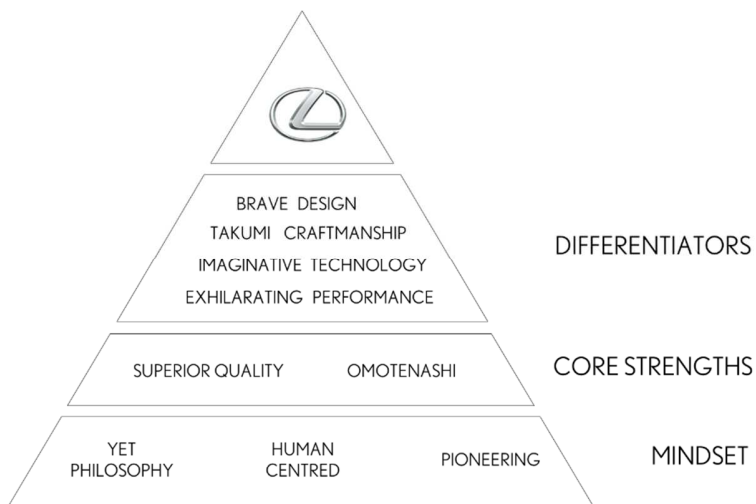 BRAVE DESIGN
TAKUMI CRAFTMANSHIP
IMAGINATIVE TECHNOLOGY
EXHILARATING PERFORMANCE
DIFFERENTIATORS
SUPERIOR QUALITY
OMOTENASHI
CORE STRENGTHS
YET
PHILOSOPHY
HUMAN
CENTRED
PIONEERING
MINDSET